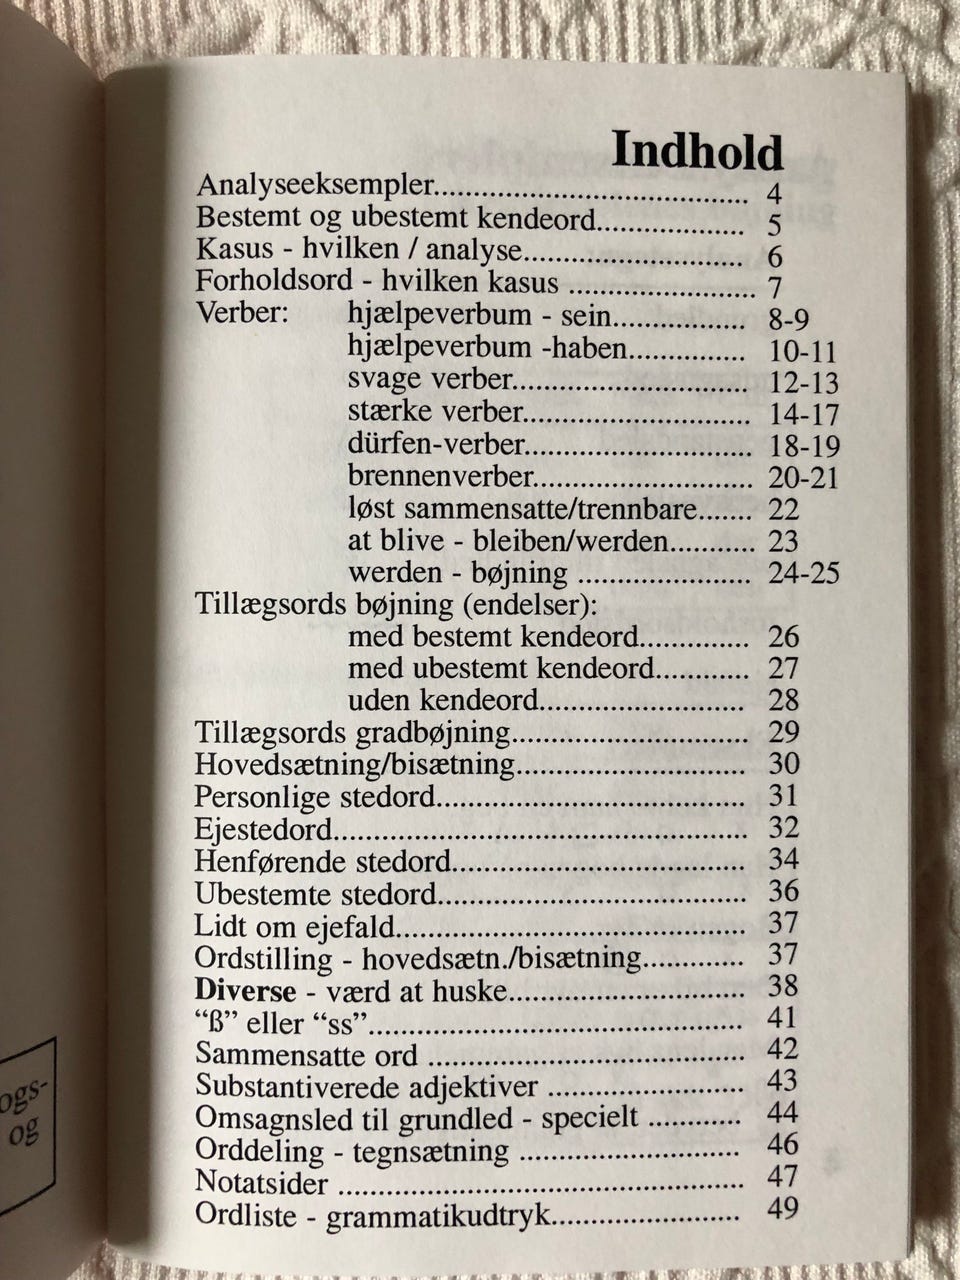 Indhold
Analyseeksempler................................................ 4
Bestemt og ubestemt kendeord................... 5
Kasus - hvilken / analyse............................ 6
Forholdsord - hvilken kasus ........................ 7
Verber: hjælpeverbum - sein................. 8-9
hjælpeverbum -haben............... 10-11
svage verber.............................. 12-13
stærke verber............................. 14-17
dürfen-verber............................. 18-19
brennenverber............................ 20-21
løst sammensatte/trennbare....... 22
at blive - bleiben/werden........... 23
werden - bøjning ...................... 24-25
Tillægsords bøjning (endelser):
med bestemt kendeord.............. 26
med ubestemt kendeord............ 27
uden kendeord.......................... 28
Tillægsords gradbøjning.............................. 29
Hovedsætning/bisætning............................. 30
Personlige stedord....................................... 31
Ejestedord.................................................... 32
Henførende stedord..................................... 34
Ubestemte stedord....................................... 36
Lidt om ejefald............................................ 37
Ordstilling - hovedsætn./bisætning............. 37
Diverse - værd at huske.............................. 38
“ß” eller “ss”............................................... 41
Sammensatte ord ........................................ 42
Substantiverede adjektiver ......................... 43
Omsagnsled til grundled - specielt ............ 44
Orddeling - tegnsætning ............................ 46
Notatsider ................................................... 47
Ordliste - grammatikudtryk........................ 49
ogs-
og